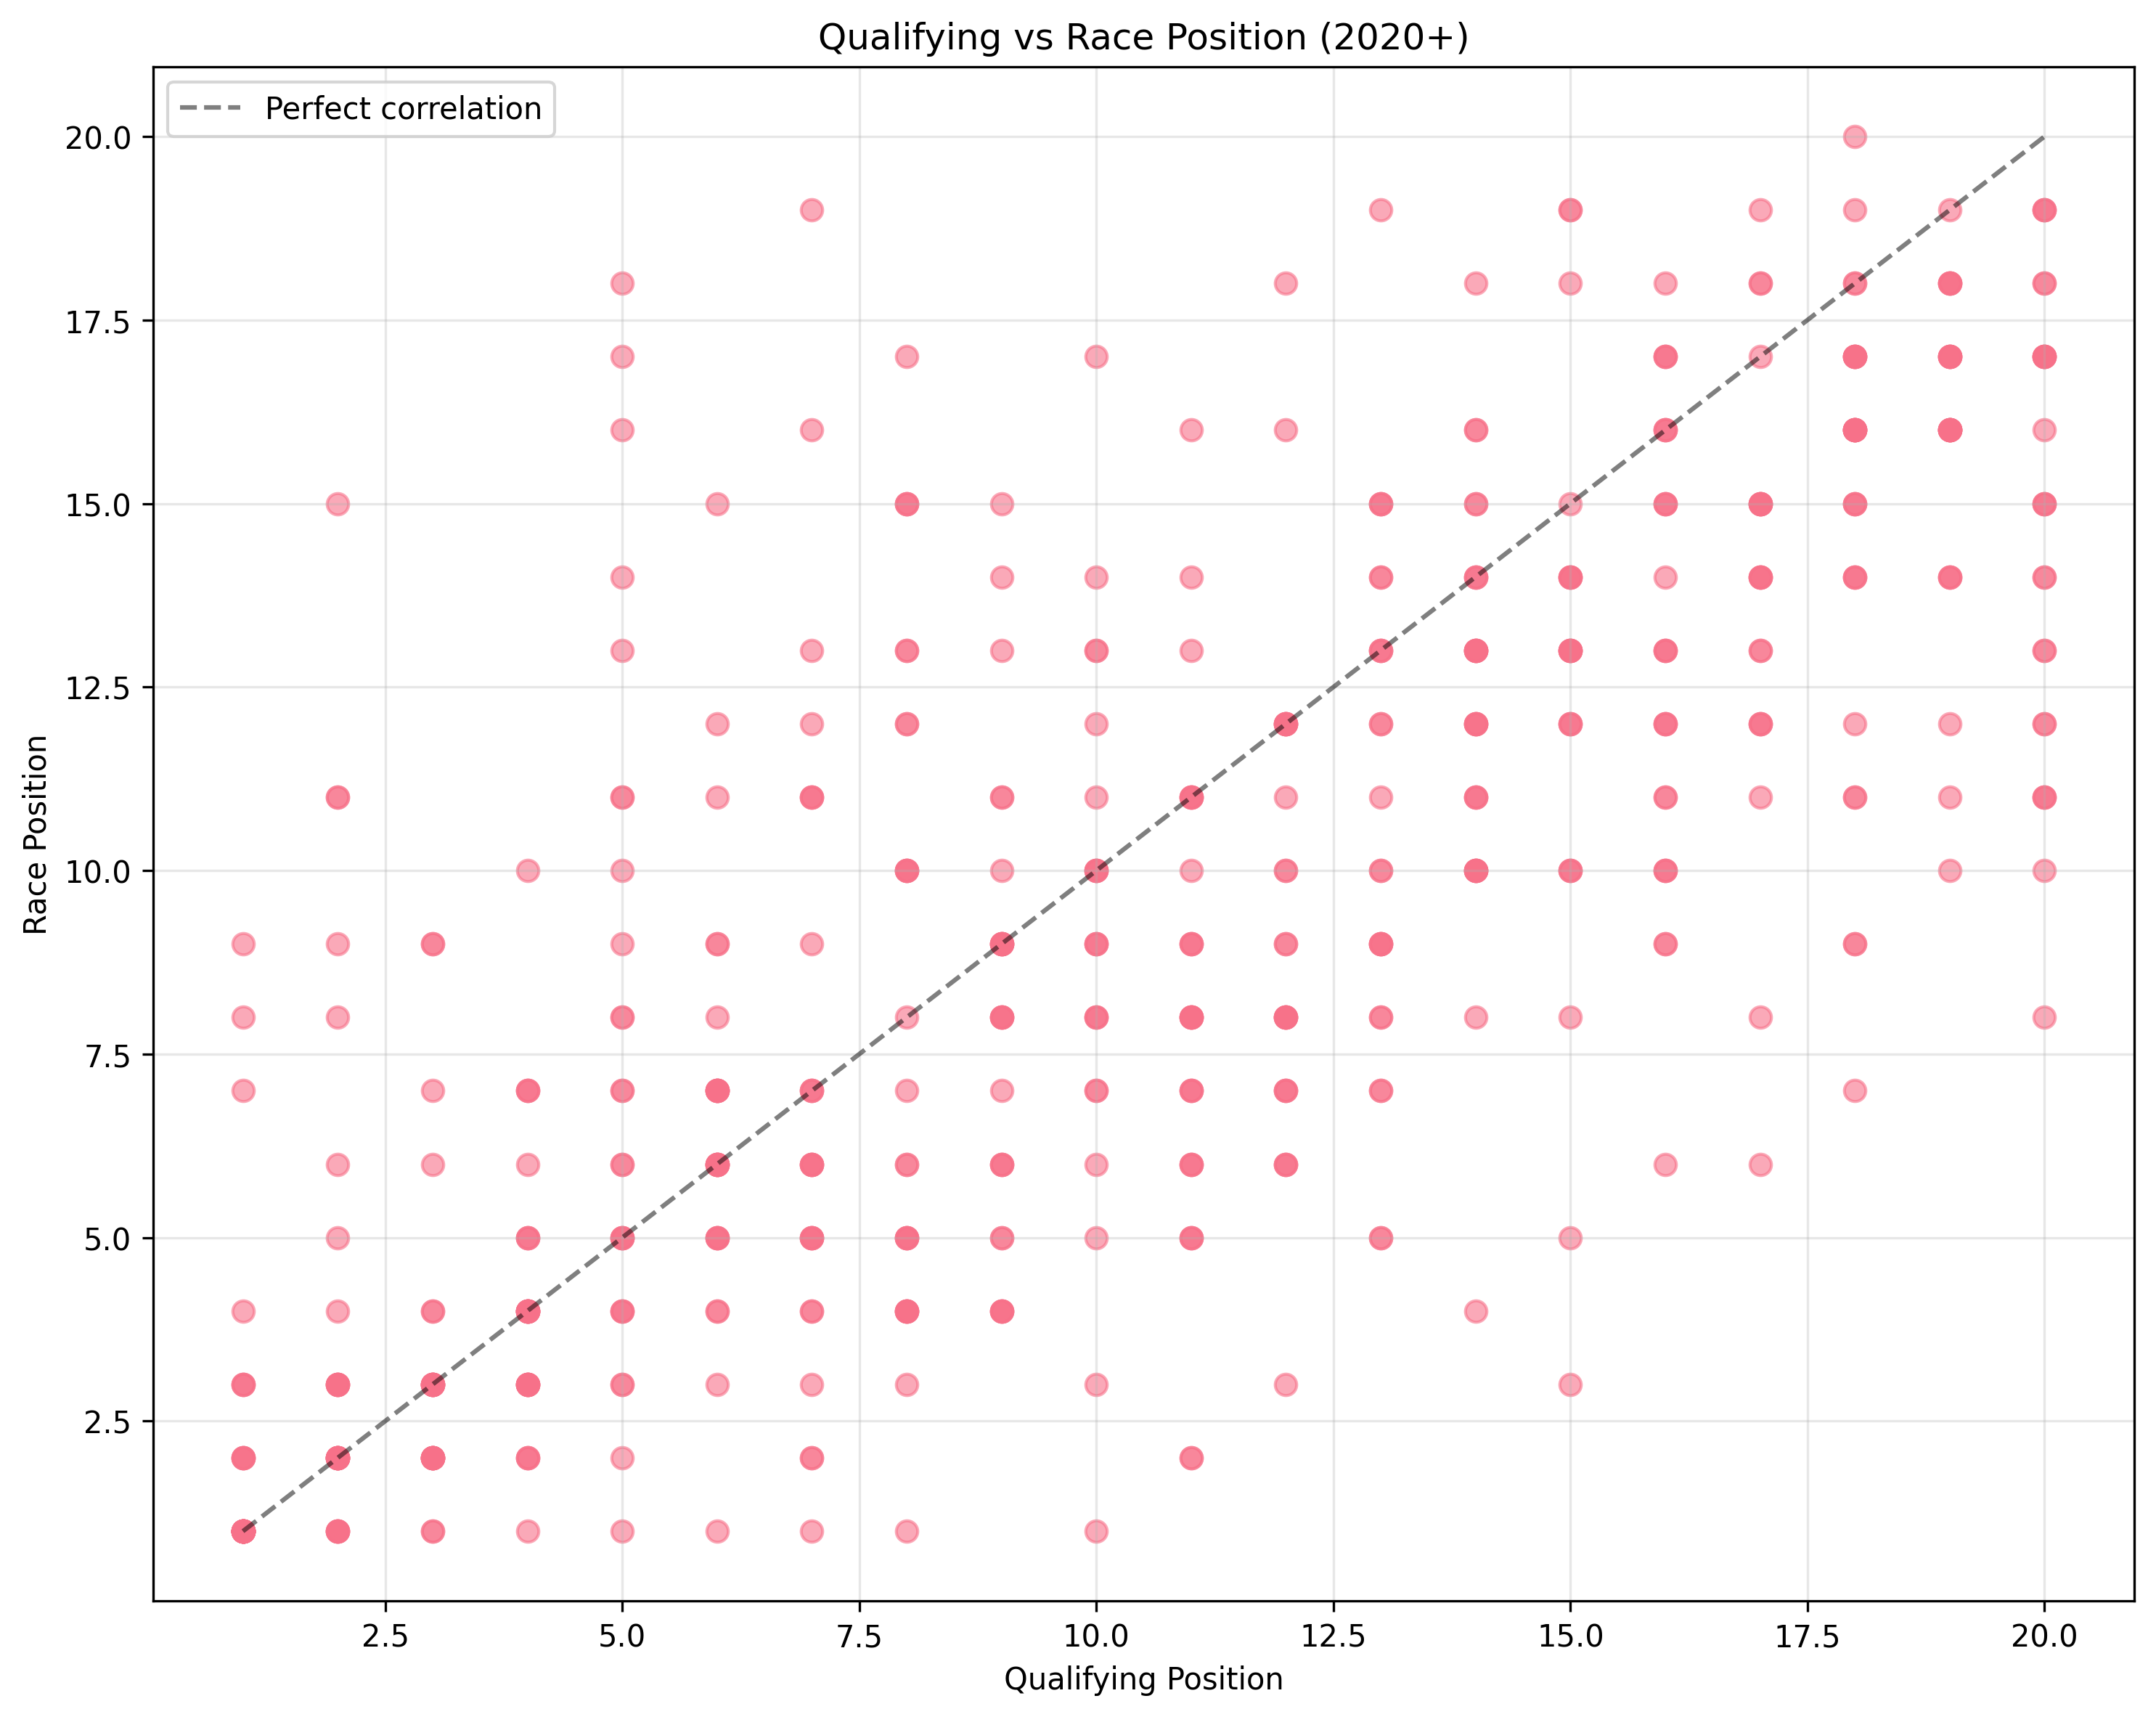 Qualifying vs Race Position (2020+)
Perfect correlation
Race Position
20.0
17.5
15.0
12.5
10.0
7.5
5.0
2.5
2.5 5.0 7.5 10.0 12.5 15.0 17.5 20.0
Qualifying Position